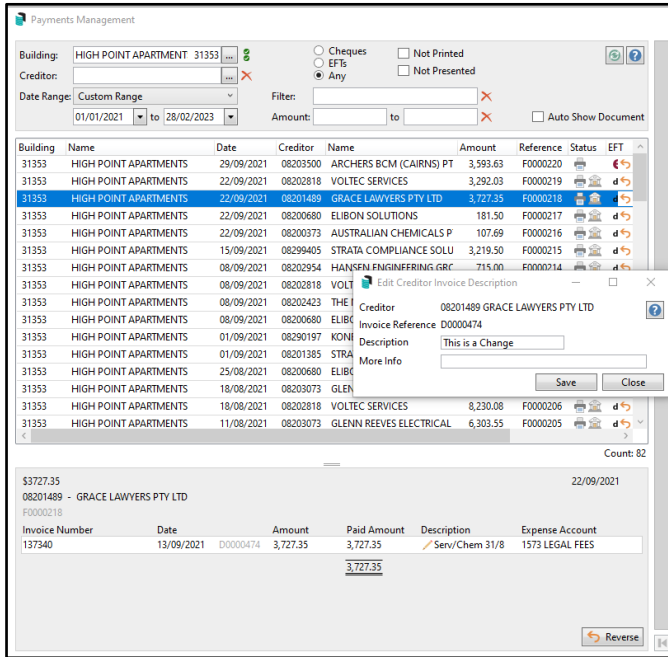 Payments Management
Building: HIGH POINT APARTMENT 31353 ... Cheques Not Printed
EFTs
Creditor: ... Any Not Presented
Date Range: Custom Range Filter:
01/01/2021 to 28/02/2023 Amount: to Auto Show Document
Building Name Date Creditor Name Amount Reference Status EFT
31353 HIGH POINT APARTMENTS 29/09/2021 08203500 ARCHERS BCM (CAIRNS) PT 3,593.63 F0000220
31353 HIGH POINT APARTMENTS 22/09/2021 08202818 VOLTEC SERVICES 3,292.03 F0000219 d
31353 HIGH POINT APARTMENTS 22/09/2021 08201489 GRACE LAWYERS PTY LTD 3,727.35 F0000218 d
31353 HIGH POINT APARTMENTS 22/09/2021 08200680 ELIBON SOLUTIONS 181.50 F0000217 d
31353 HIGH POINT APARTMENTS 22/09/2021 08200373 AUSTRALIAN CHEMICALS P 107.69 F0000216 d
31353 HIGH POINT APARTMENTS 15/09/2021 08299405 STRATA COMPLIANCE SOLU 3,219.50 F0000215 d
31353 HIGH POINT APARTMENTS 08/09/2021 08202954 HANSEN ENGINEERING GRC 715.00 F0000214 d
31353 HIGH POINT APARTMENTS 08/09/2021 08202818 VOLT
31353 HIGH POINT APARTMENTS 08/09/2021 08202423 THE
31353 HIGH POINT APARTMENTS 08/09/2021 08200680 ELIBO
31353 HIGH POINT APARTMENTS 01/09/2021 08290197 KONE
31353 HIGH POINT APARTMENTS 01/09/2021 08201385 STRA
31353 HIGH POINT APARTMENTS 25/08/2021 08200680 ELIBO
31353 HIGH POINT APARTMENTS 18/08/2021 08203073 GLEN
31353 HIGH POINT APARTMENTS 18/08/2021 08202818 VOLTEC SERVICES 8,230.08 F0000206 d
31353 HIGH POINT APARTMENTS 11/08/2021 08203073 GLENN REEVES ELECTRICAL 6,303.55 F0000205 d
Edit Creditor Invoice Description
Creditor 08201489 GRACE LAWYERS PTY LTD
Invoice Reference D0000474
Description This is a Change
More Info
Save Close
Count: 82
$3727.35 22/09/2021
08201489 - GRACE LAWYERS PTY LTD
F0000218
Invoice Number Date Amount Paid Amount Description Expense Account
137340 13/09/2021 D0000474 3,727.35 3,727.35 Serv/Chem 31/8 1573 LEGAL FEES
3,727.35
Reverse